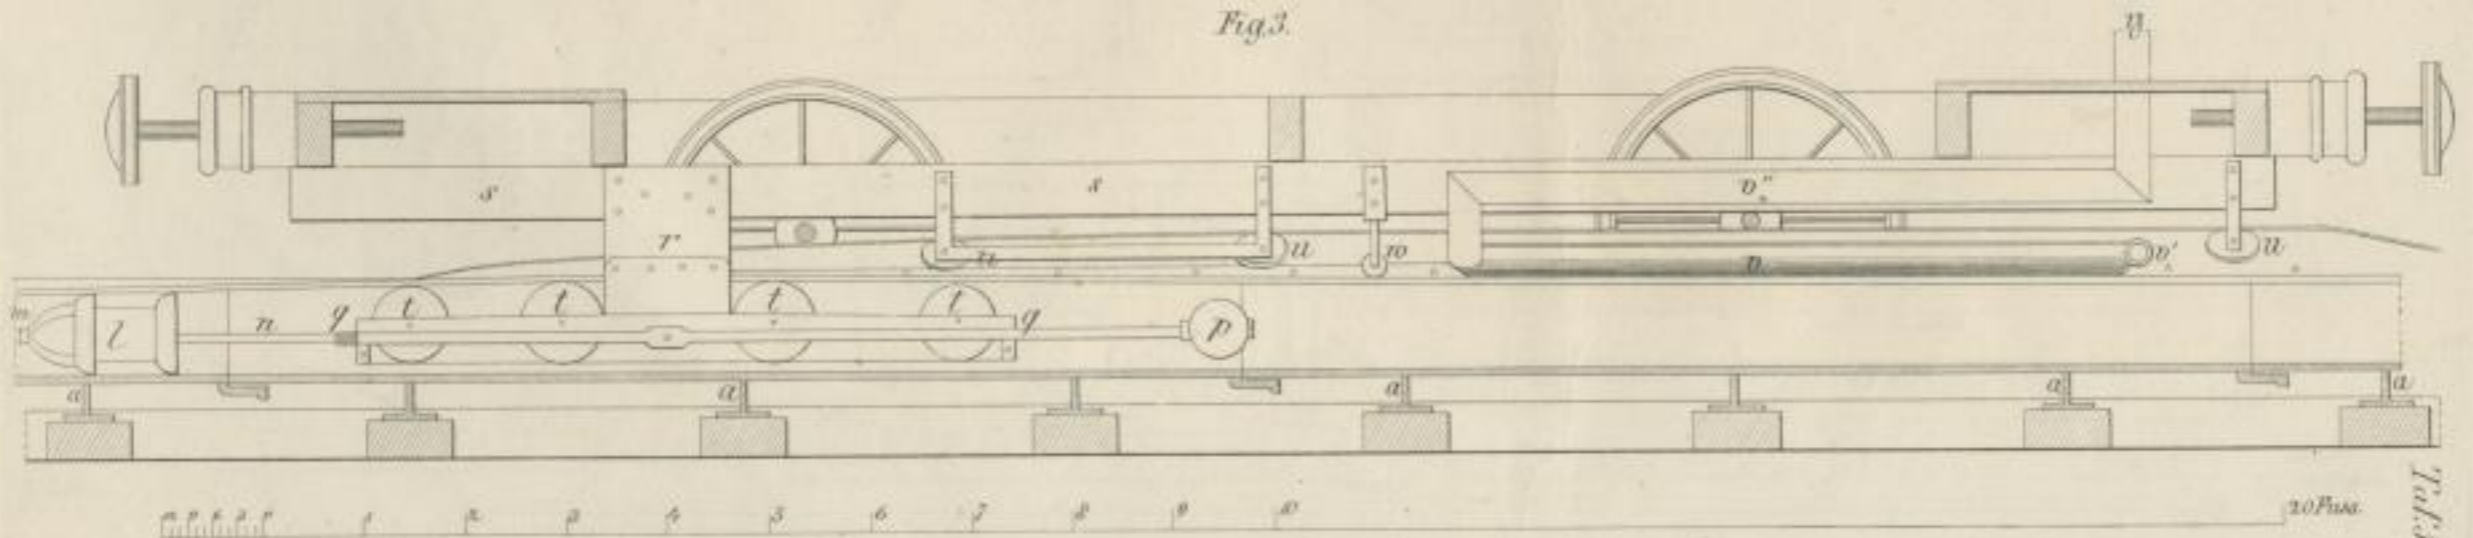 Fig.3.
y
s r s v''
u u w v v' u
m l n q t t t t q p
a a a a a
1 2 3 4 5 6 7 8 9 10 20 Fuss.